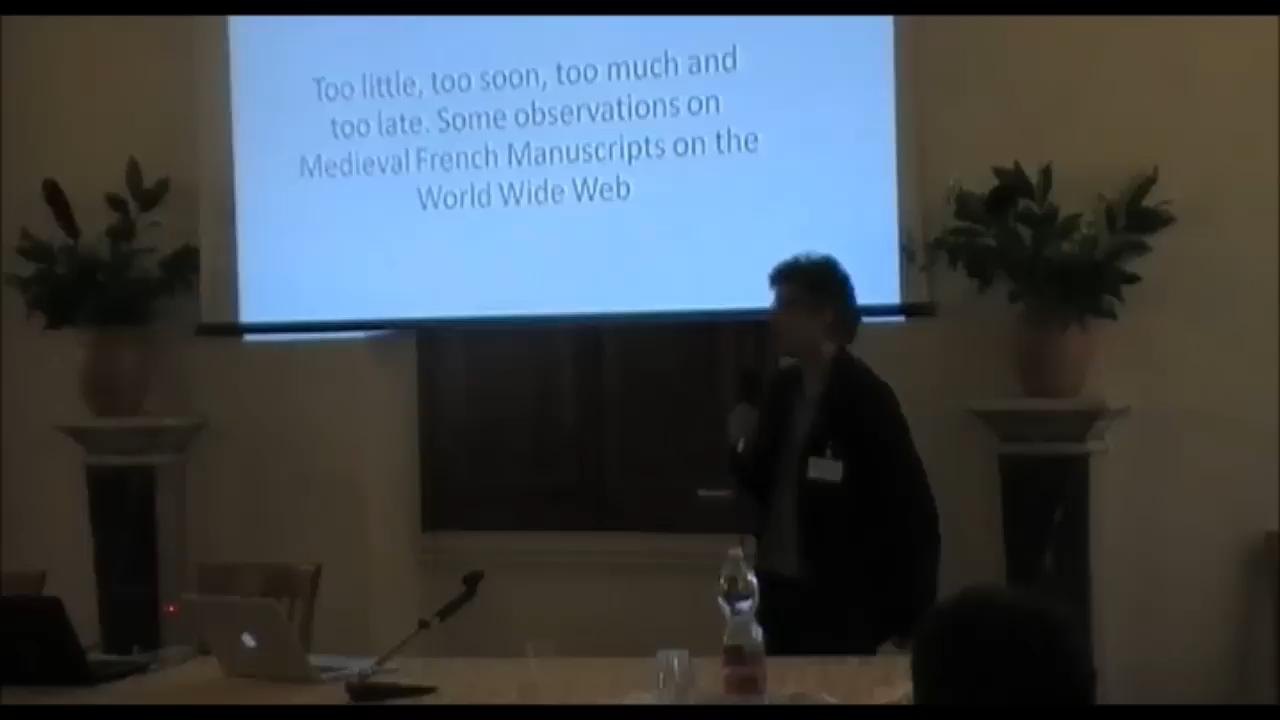 Too little, too soon, too much and
too late. Some observations on
Medieval French Manuscripts on the
World Wide Web